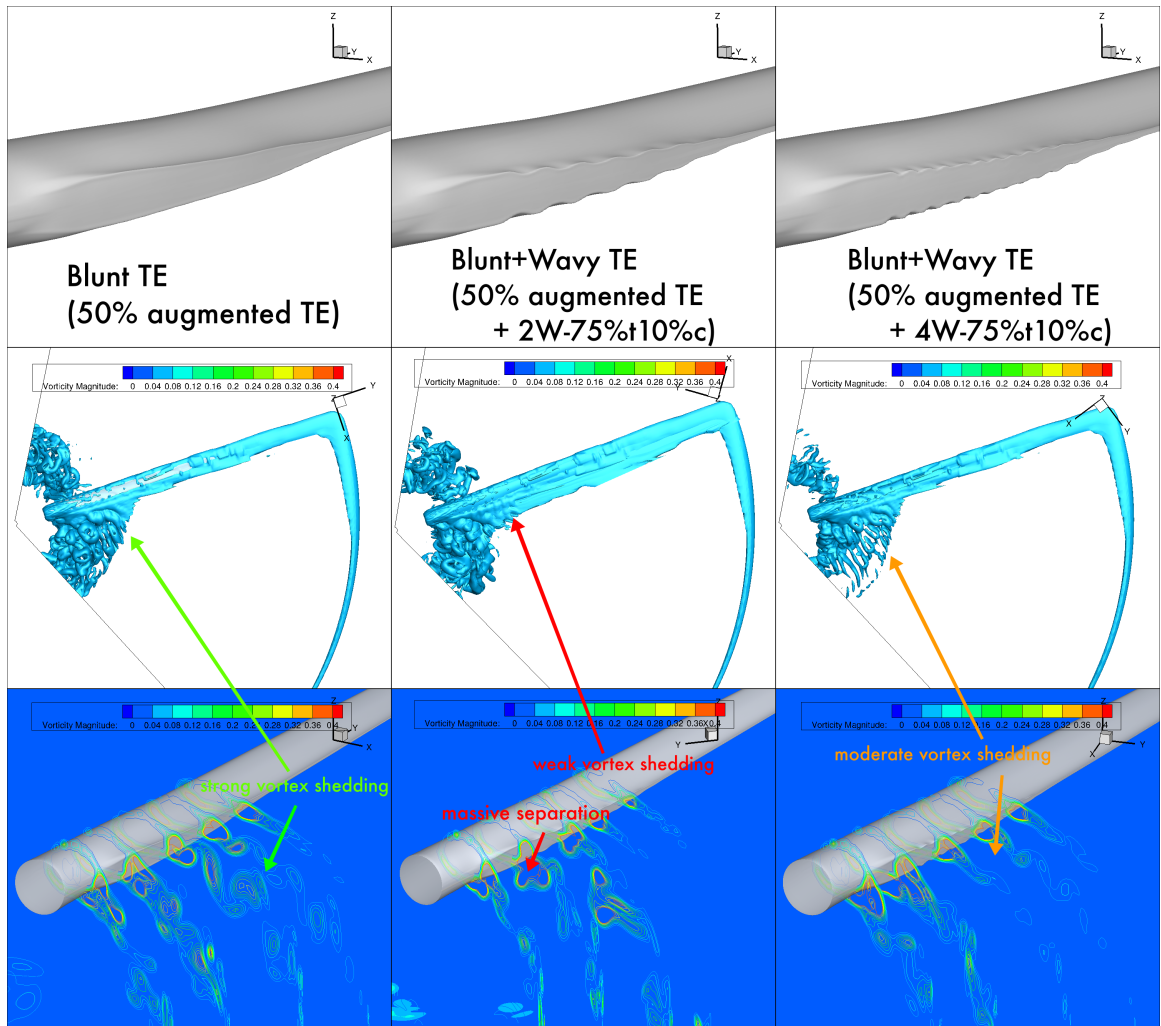 Z
Y
X
Z
Y
X
Z
Y
X
Blunt TE
(50% augmented TE)
Blunt+Wavy TE
(50% augmented TE
+ 2W-75%t10%c)
Blunt+Wavy TE
(50% augmented TE
+ 4W-75%t10%c)
Vorticity Magnitude: 0 0.04 0.08 0.12 0.16 0.2 0.24 0.28 0.32 0.36 0.4
Y
Z
X
Vorticity Magnitude: 0 0.04 0.08 0.12 0.16 0.2 0.24 0.28 0.32 0.36 0.4
X
Y
Z
Vorticity Magnitude: 0 0.04 0.08 0.12 0.16 0.2 0.24 0.28 0.32 0.36 0.4
Z
X
Y
Vorticity Magnitude: 0 0.04 0.08 0.12 0.16 0.2 0.24 0.28 0.32 0.36 0.4
Z
Y
X
strong vortex shedding
Vorticity Magnitude: 0 0.04 0.08 0.12 0.16 0.2 0.24 0.28 0.32 0.36 0.4
Z
X
Y
weak vortex shedding
massive separation
Vorticity Magnitude: 0 0.04 0.08 0.12 0.16 0.2 0.24 0.28 0.32 0.36 0.4
Z
Y
X
moderate vortex shedding